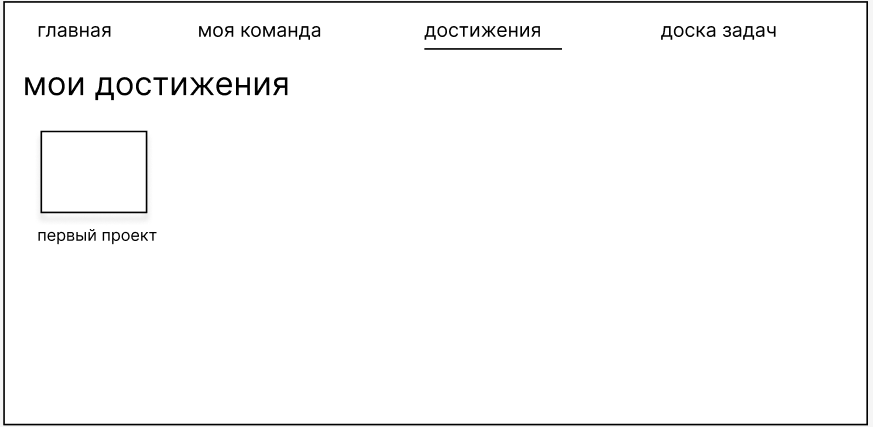 главная моя команда достижения доска задач
мои достижения
первый проект